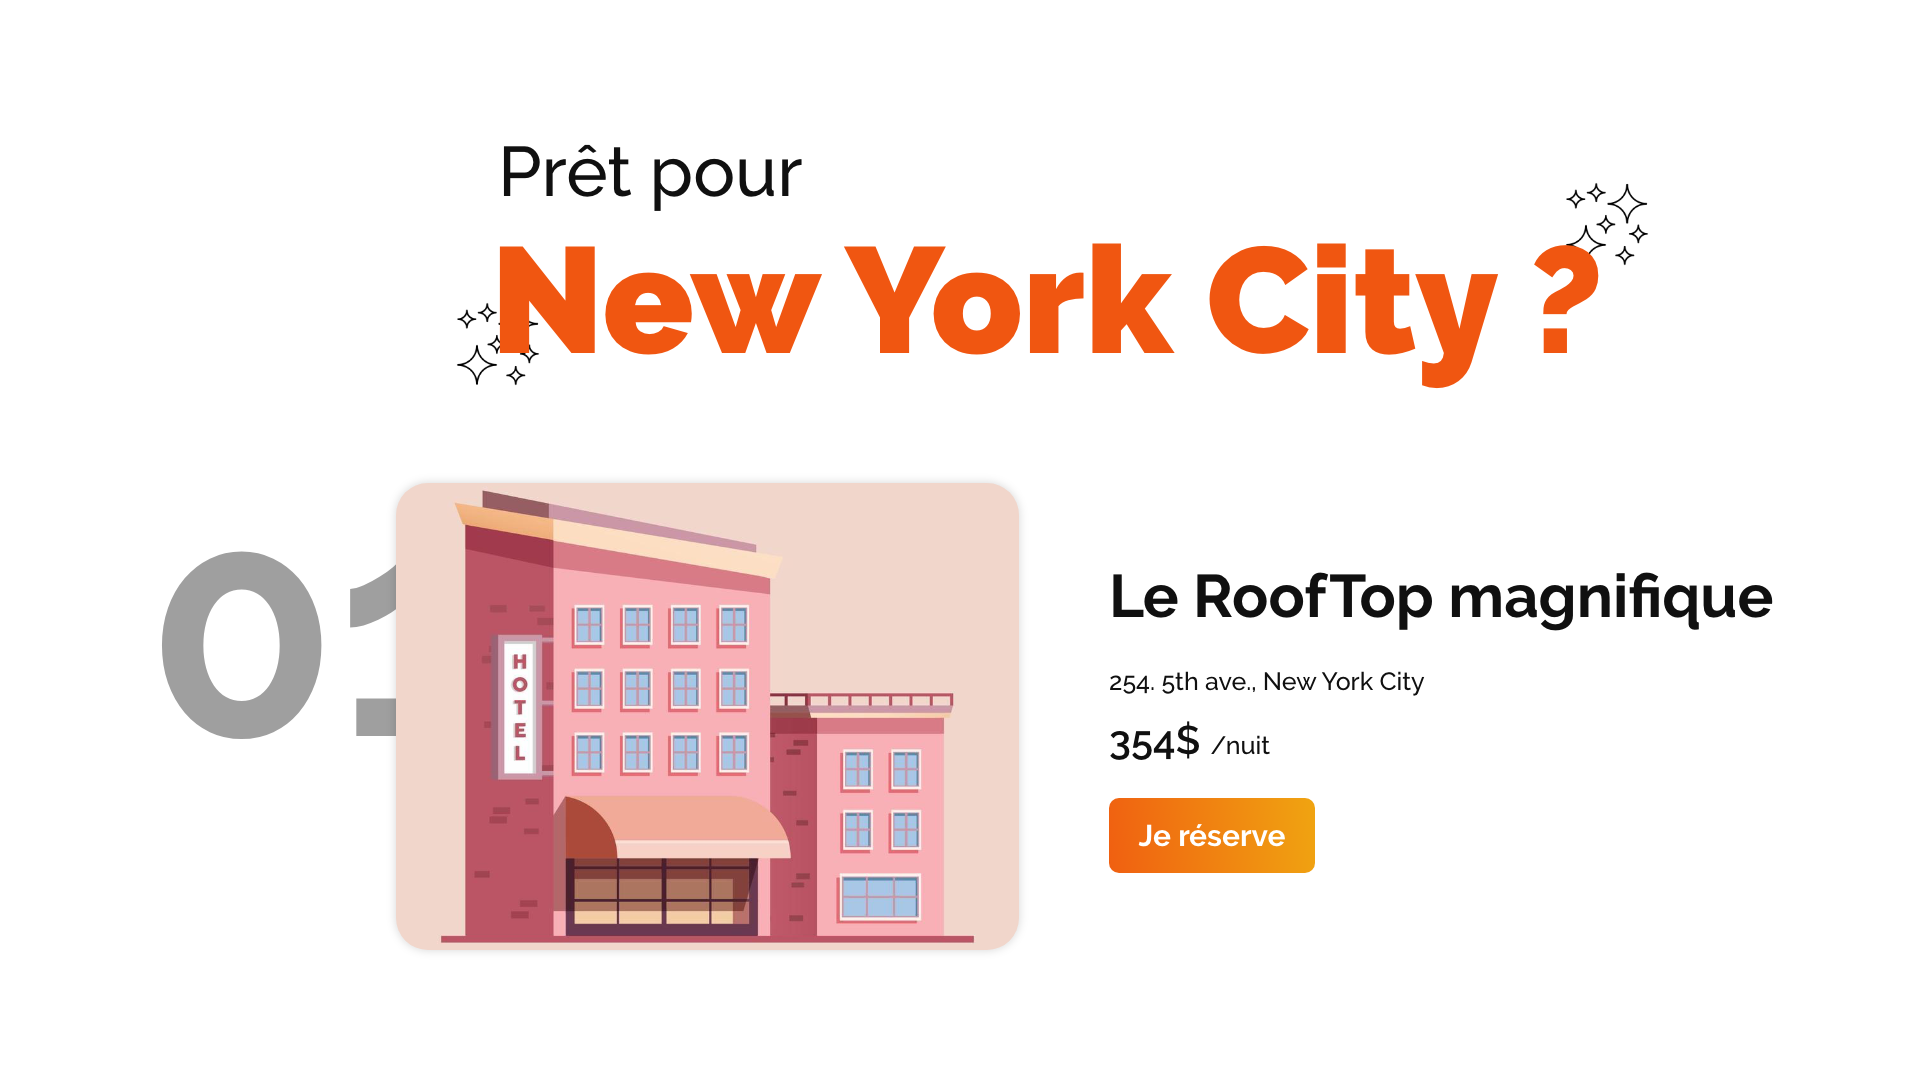 Prêt pour
New York City ?
01
HOTEL
Le RoofTop magnifique
254. 5th ave., New York City
354$ /nuit
Je réserve